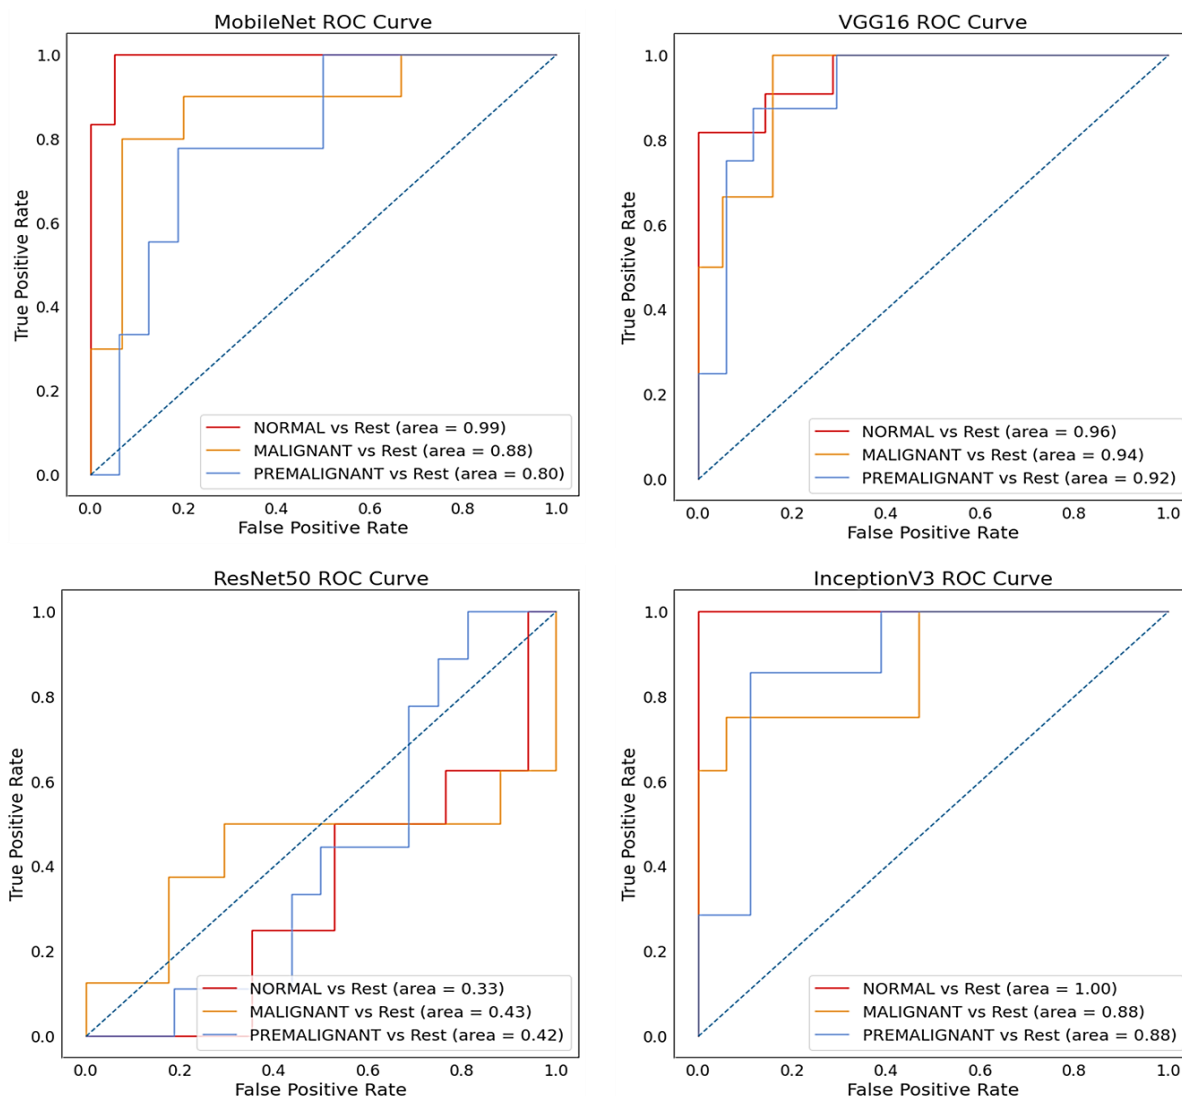 MobileNet ROC Curve
True Positive Rate
1.0
0.8
0.6
0.4
0.2
0.0
NORMAL vs Rest (area = 0.99)
MALIGNANT vs Rest (area = 0.88)
PREMALIGNANT vs Rest (area = 0.80)
0.0 0.2 0.4 0.6 0.8 1.0
False Positive Rate
VGG16 ROC Curve
True Positive Rate
1.0
0.8
0.6
0.4
0.2
0.0
NORMAL vs Rest (area = 0.96)
MALIGNANT vs Rest (area = 0.94)
PREMALIGNANT vs Rest (area = 0.92)
0.0 0.2 0.4 0.6 0.8 1.0
False Positive Rate
ResNet50 ROC Curve
True Positive Rate
1.0
0.8
0.6
0.4
0.2
0.0
NORMAL vs Rest (area = 0.33)
MALIGNANT vs Rest (area = 0.43)
PREMALIGNANT vs Rest (area = 0.42)
0.0 0.2 0.4 0.6 0.8 1.0
False Positive Rate
InceptionV3 ROC Curve
True Positive Rate
1.0
0.8
0.6
0.4
0.2
0.0
NORMAL vs Rest (area = 1.00)
MALIGNANT vs Rest (area = 0.88)
PREMALIGNANT vs Rest (area = 0.88)
0.0 0.2 0.4 0.6 0.8 1.0
False Positive Rate